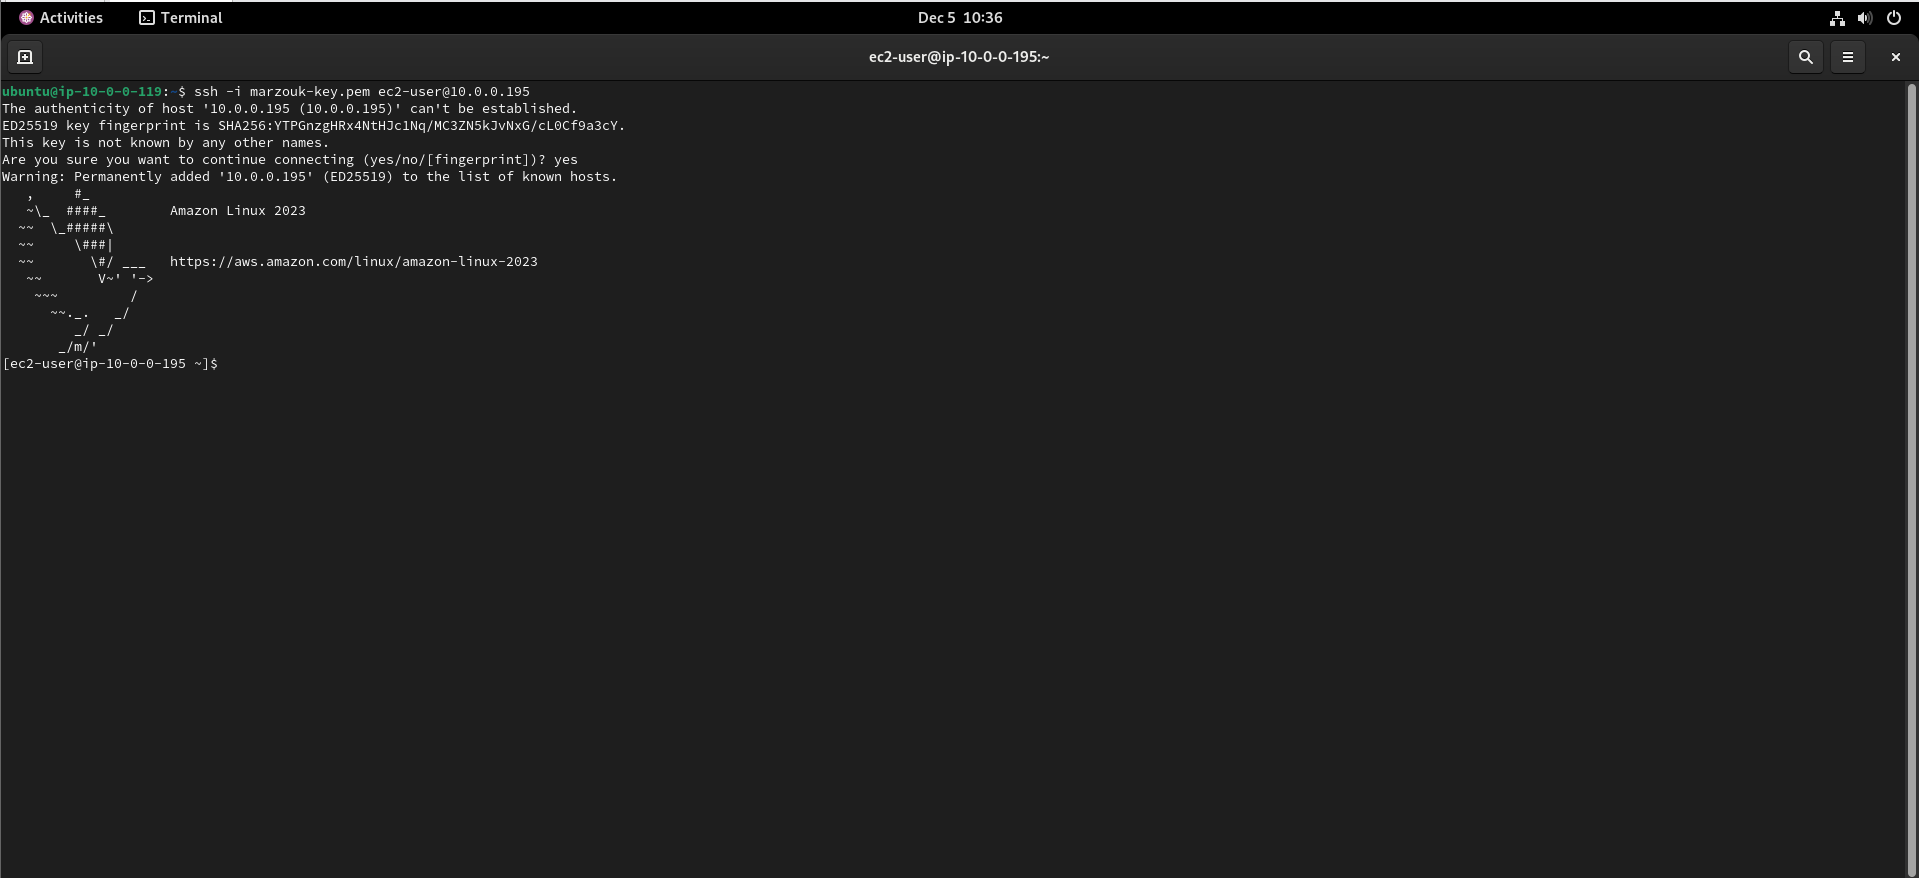 Activities Terminal Dec 5 10:36
ec2-user@ip-10-0-0-195:~
ubuntu@ip-10-0-0-119:~$ ssh -i marzouk-key.pem ec2-user@10.0.0.195
The authenticity of host '10.0.0.195 (10.0.0.195)' can't be established.
ED25519 key fingerprint is SHA256:YTPGnzgHRx4NtHJc1Nq/MC3ZN5kJvNxG/cL0Cf9a3cY.
This key is not known by any other names.
Are you sure you want to continue connecting (yes/no/[fingerprint])? yes
Warning: Permanently added '10.0.0.195' (ED25519) to the list of known hosts.
   ,     #_
   ~\_  ####_        Amazon Linux 2023
  ~~  \_#####\
  ~~     \###|
  ~~       \#/ ___   https://aws.amazon.com/linux/amazon-linux-2023
   ~~       V~' '->
    ~~~         /
      ~~._.   _/
         _/ _/
       _/m/'
[ec2-user@ip-10-0-0-195 ~]$